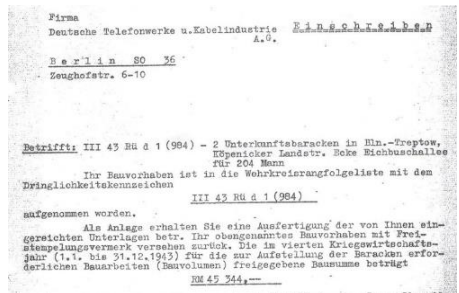 Firma
Deutsche Telefonwerke u.Kabelindustrie
A.G.
Einschreiben
Berlin SO 36
Zeughofstr. 6-10
Betrifft: III 43 Rü d 1 (984) - 2 Unterkunftsbaracken in Bln.-Treptow,
Köpenicker Landstr. Ecke Eichbuschallee
für 204 Mann
Ihr Bauvorhaben ist in die Wehrkreisrangfolgeliste mit dem
Dringlichkeitskennzeichen
III 43 Rü d 1 (984)
aufgenommen worden.
Als Anlage erhalten Sie eine Ausfertigung der von Ihnen ein-
gereichten Unterlagen betr. Ihr obengenanntes Bauvorhaben mit Frei-
stempelungsvermerk versehen zurück. Die im vierten Kriegswirtschafts-
jahr (1.1. bis 31.12.1943) für die zur Aufstellung der Baracken erfor-
derlichen Bauarbeiten (Bauvolumen) freigegebene Bausumme beträgt
RM 45 344,--